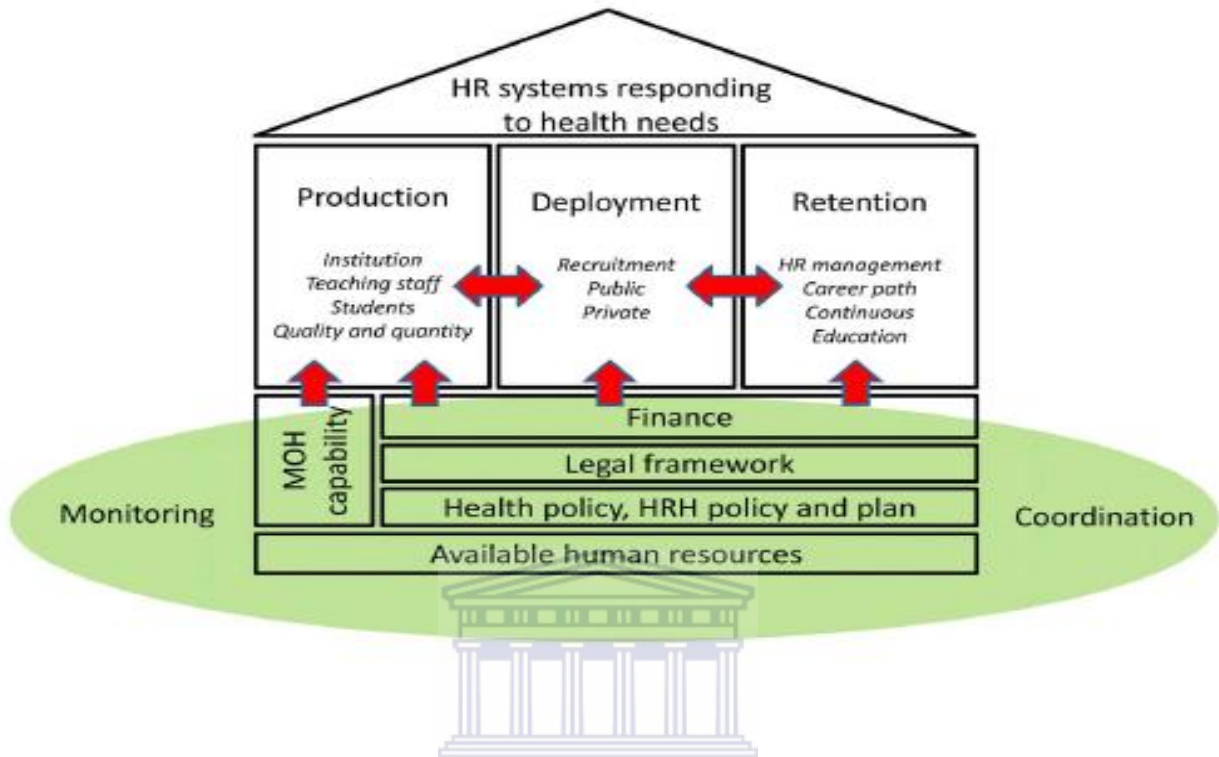 HR systems responding
to health needs
Production
Institution
Teaching staff
Students
Quality and quantity
Deployment
Recruitment
Public
Private
Retention
HR management
Career path
Continuous
Education
MOH
capability
Finance
Legal framework
Health policy, HRH policy and plan
Available human resources
Monitoring
Coordination